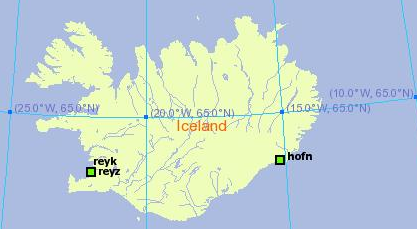 (10.0°W, 65.0°N)
(25.0°W, 65.0°N)
(20.0°W, 65.0°N)
(15.0°W, 65.0°N)
Iceland
reyk
reyz
hofn